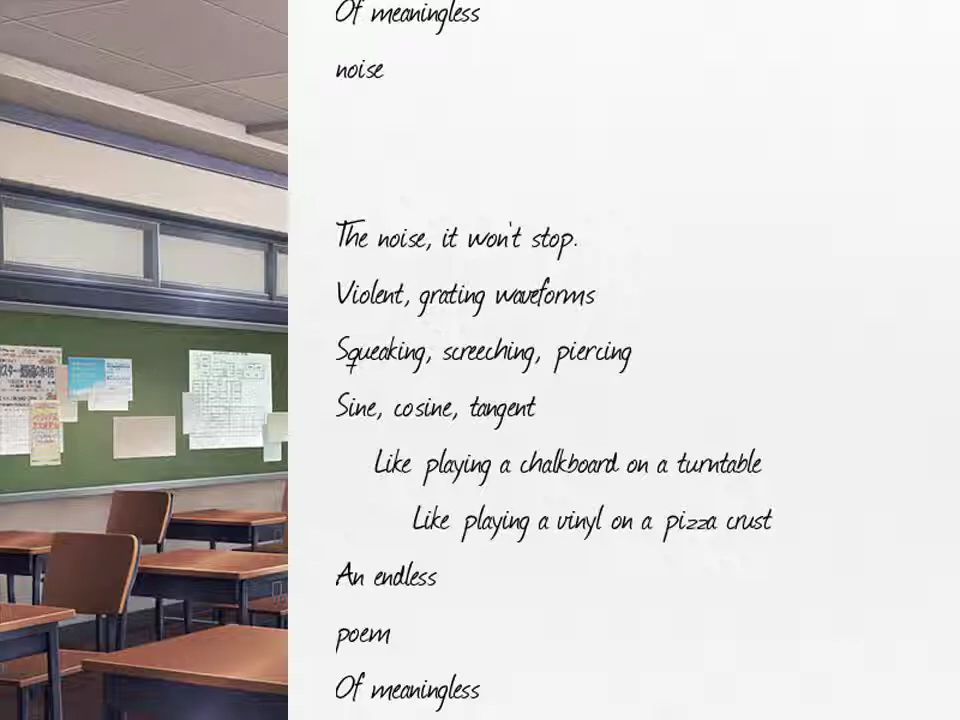 Of meaningless
noise
The noise, it won't stop.
Violent, grating waveforms
Squeaking, screeching, piercing
Sine, cosine, tangent
Like playing a chalkboard on a turntable
Like playing a vinyl on a pizza crust
An endless
poem
Of meaningless